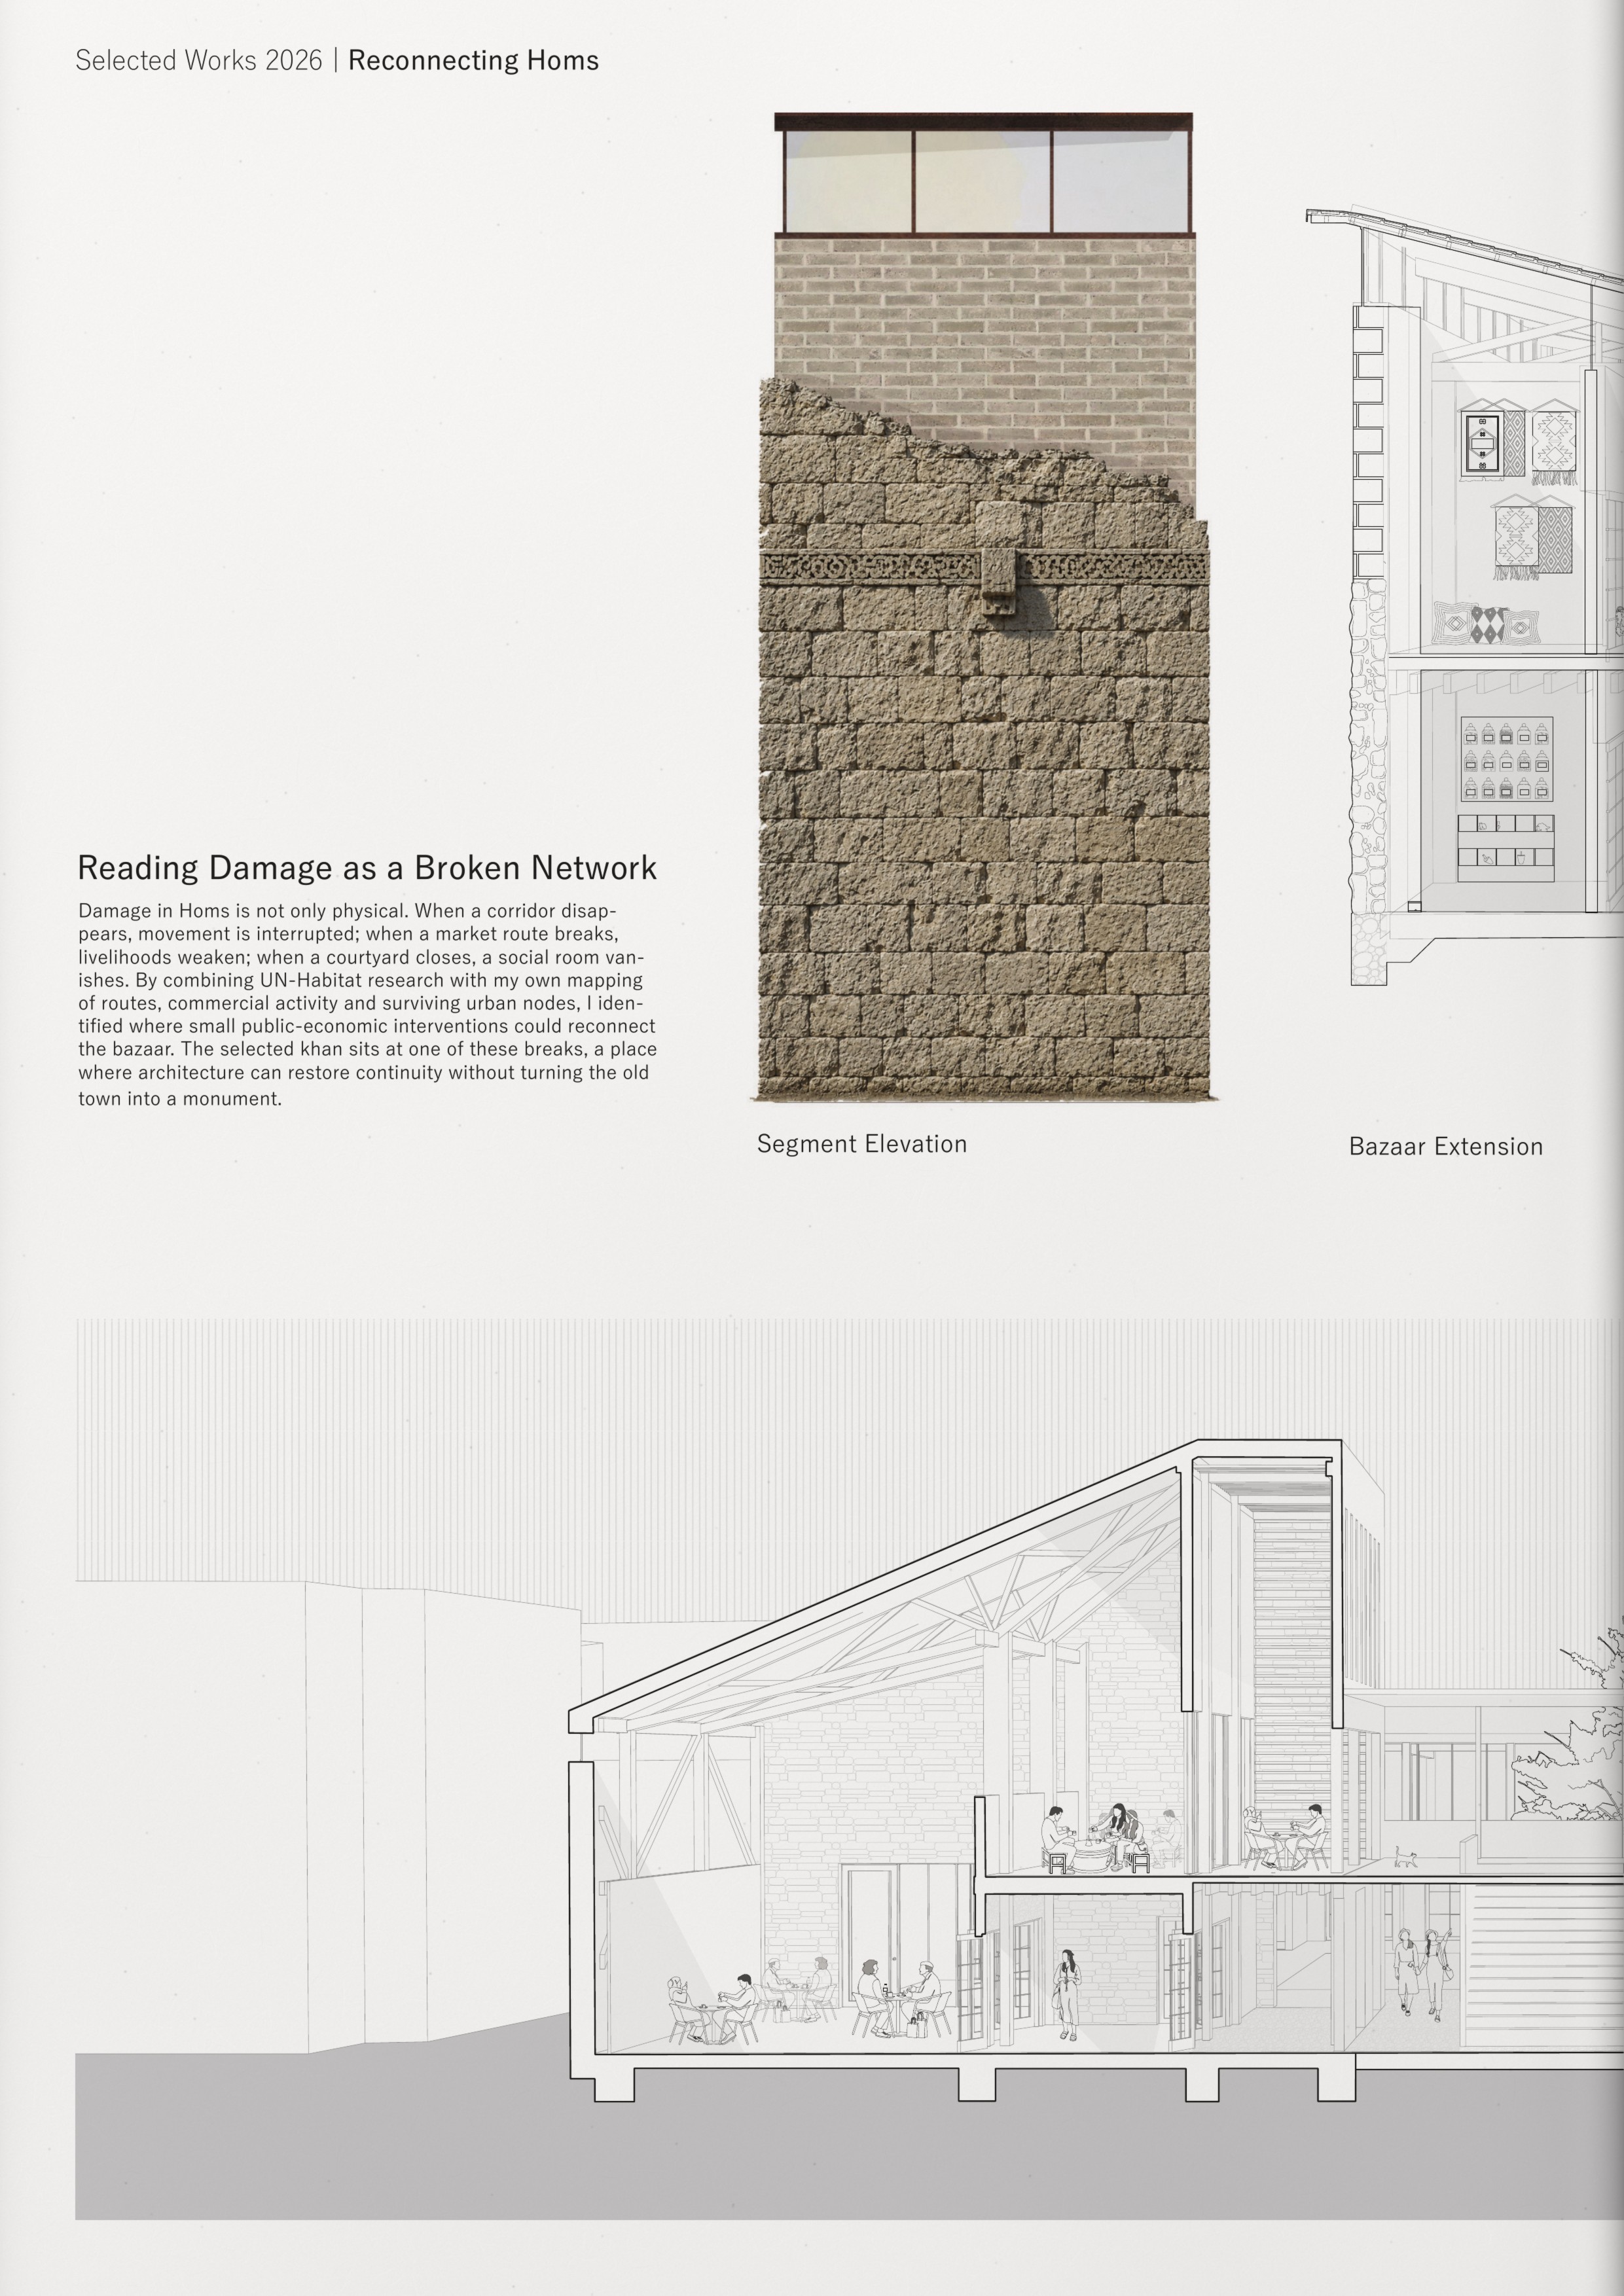 Selected Works 2026 | Reconnecting Homs
Reading Damage as a Broken Network
Damage in Homs is not only physical. When a corridor disap-
pears, movement is interrupted; when a market route breaks,
livelihoods weaken; when a courtyard closes, a social room van-
ishes. By combining UN-Habitat research with my own mapping
of routes, commercial activity and surviving urban nodes, I iden-
tified where small public-economic interventions could reconnect
the bazaar. The selected khan sits at one of these breaks, a place
where architecture can restore continuity without turning the old
town into a monument.
Segment Elevation
Bazaar Extension